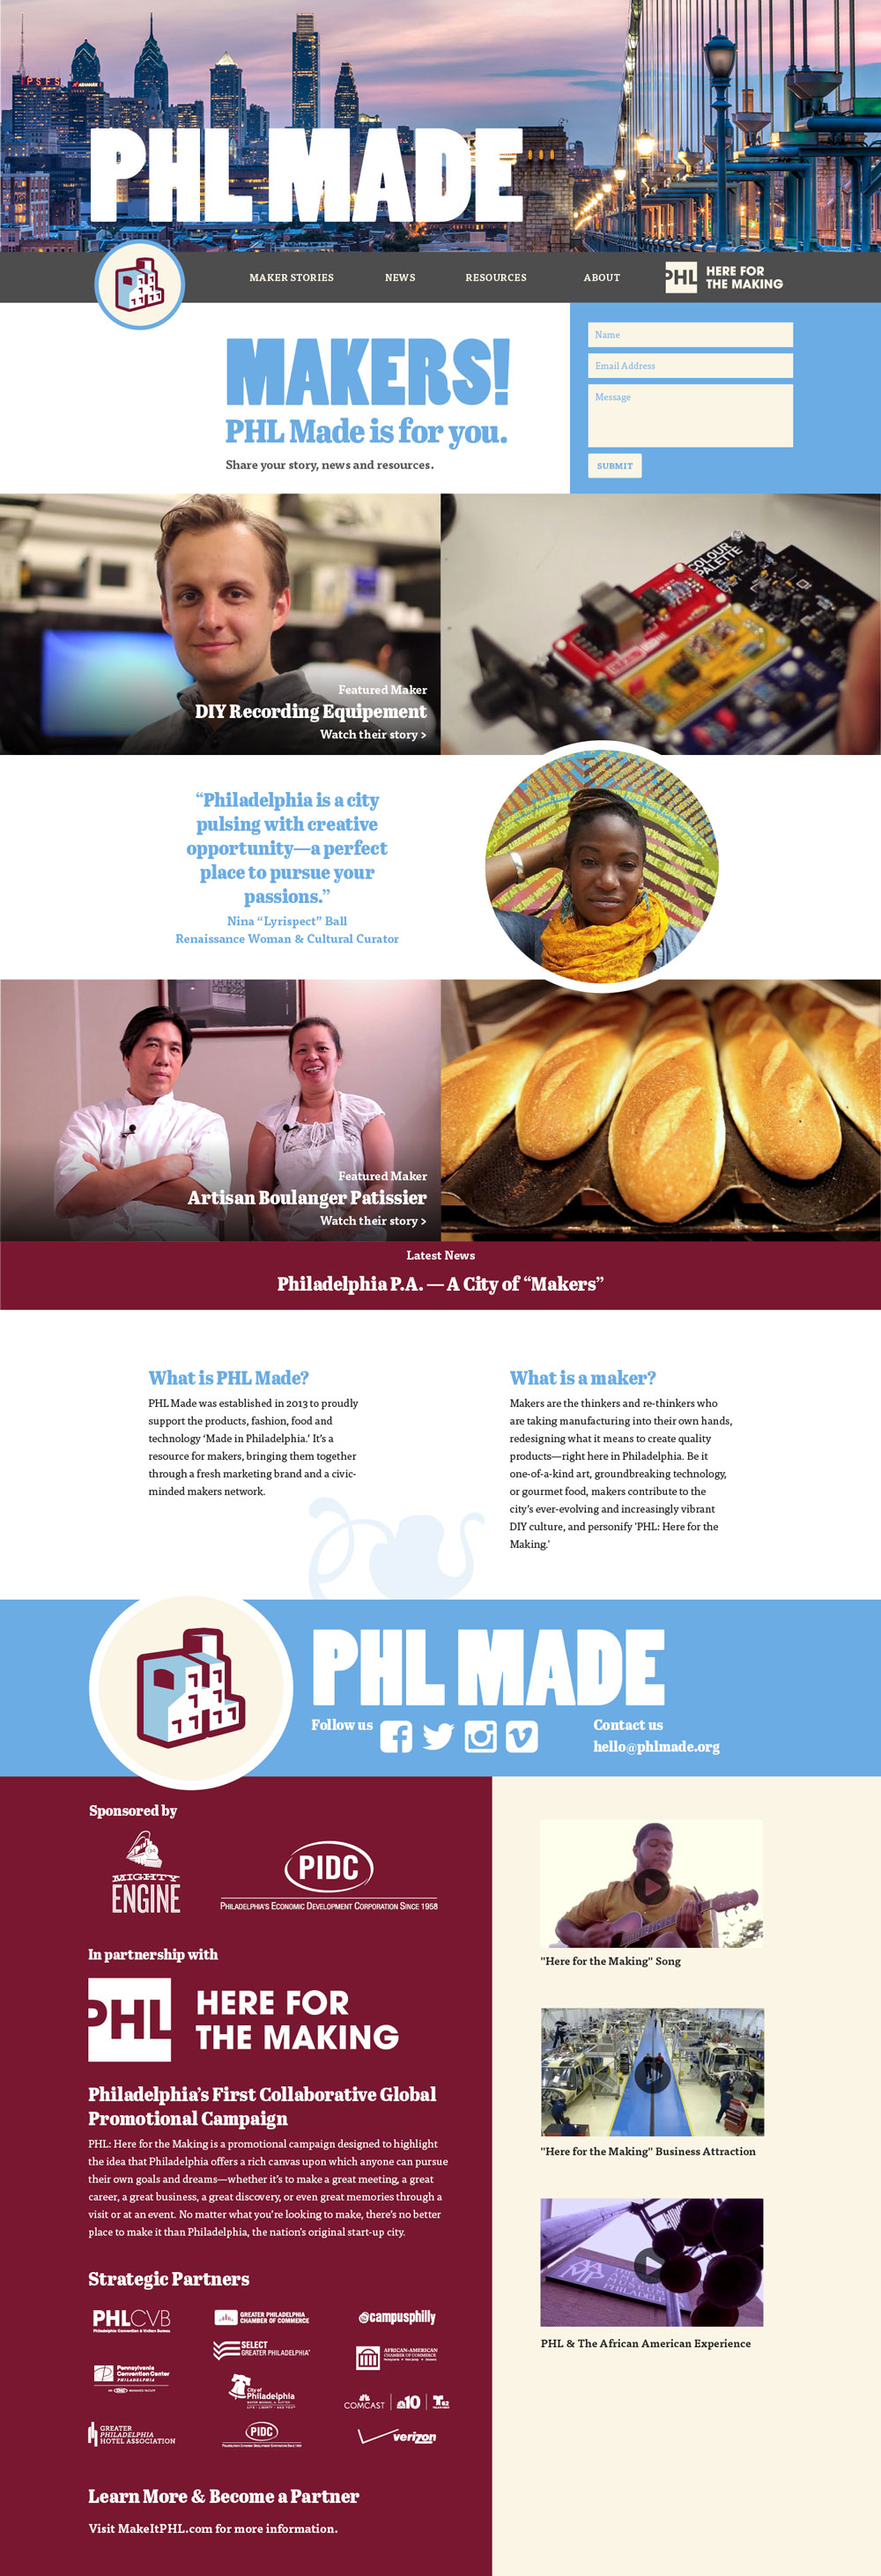 PSFS
ARAMARK
PHL MADE
MAKER STORIES
NEWS
RESOURCES
ABOUT
PHL
HERE FOR
THE MAKING
MAKERS!
PHL Made is for you.
Share your story, news and resources.
Name
Email Address
Message
SUBMIT
COLOUR
PALETTE
Featured Maker
DIY Recording Equipement
Watch their story >
“Philadelphia is a city
pulsing with creative
opportunity—a perfect
place to pursue your
passions.”
Nina “Lyrispect” Ball
Renaissance Woman & Cultural Curator
Featured Maker
Artisan Boulanger Patissier
Watch their story >
Latest News
Philadelphia P.A. — A City of “Makers”
What is PHL Made?
PHL Made was established in 2013 to proudly
support the products, fashion, food and
technology ‘Made in Philadelphia.’ It’s a
resource for makers, bringing them together
through a fresh marketing brand and a civic-
minded makers network.
What is a maker?
Makers are the thinkers and re-thinkers who
are taking manufacturing into their own hands,
redesigning what it means to create quality
products—right here in Philadelphia. Be it
one-of-a-kind art, groundbreaking technology,
or gourmet food, makers contribute to the
city’s ever-evolving and increasingly vibrant
DIY culture, and personify ‘PHL: Here for the
Making.’
PHL MADE
Follow us
Contact us
hello@phlmade.org
Sponsored by
MIGHTY
ENGINE
PIDC
PHILADELPHIA'S ECONOMIC DEVELOPMENT CORPORATION SINCE 1958
In partnership with
PHL
HERE FOR
THE MAKING
Philadelphia’s First Collaborative Global
Promotional Campaign
PHL: Here for the Making is a promotional campaign designed to highlight
the idea that Philadelphia offers a rich canvas upon which anyone can pursue
their own goals and dreams—whether it’s to make a great meeting, a great
career, a great business, a great discovery, or even great memories through a
visit or at an event. No matter what you’re looking to make, there’s no better
place to make it than Philadelphia, the nation’s original start-up city.
Strategic Partners
PHLCVB
Philadelphia Convention & Visitors Bureau
GREATER PHILADELPHIA
CHAMBER OF COMMERCE
campusphilly
SELECT
GREATER PHILADELPHIA
AFRICAN-AMERICAN
CHAMBER OF COMMERCE
Pennsylvania
Convention Center
PHILADELPHIA
City of
Philadelphia
LIFE · LIBERTY · AND YOU
COMCAST
10
GREATER
PHILADELPHIA
HOTEL ASSOCIATION
PIDC
verizon
Learn More & Become a Partner
Visit MakeItPHL.com for more information.
"Here for the Making" Song
"Here for the Making" Business Attraction
PHL & The African American Experience